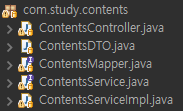 com.study.contents
ContentsController.java
ContentsDTO.java
ContentsMapper.java
ContentsService.java
ContentsServiceImpl.java